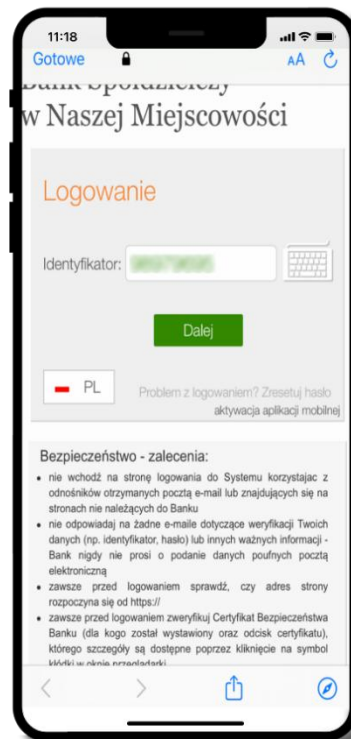 11:18
Gotowe AA
Bank Spółdzielczy
w Naszej Miejscowości
Logowanie
Identyfikator:
Dalej
PL
Problem z logowaniem? Zresetuj hasło
aktywacja aplikacji mobilnej
Bezpieczeństwo - zalecenia:
• nie wchodź na stronę logowania do Systemu korzystając z
odnośników otrzymanych pocztą e-mail lub znajdujących się na
stronach nie należących do Banku
• nie odpowiadaj na żadne e-maile dotyczące weryfikacji Twoich
danych (np. identyfikator, hasło) lub innych ważnych informacji -
Bank nigdy nie prosi o podanie danych poufnych pocztą
elektroniczną
• zawsze przed logowaniem sprawdź, czy adres strony
rozpoczyna się od https://
• zawsze przed logowaniem zweryfikuj Certyfikat Bezpieczeństwa
Banku (dla kogo został wystawiony oraz odcisk certyfikatu),
którego szczegóły są dostępne poprzez kliknięcie na symbol
kłódki w oknie przeglądarki